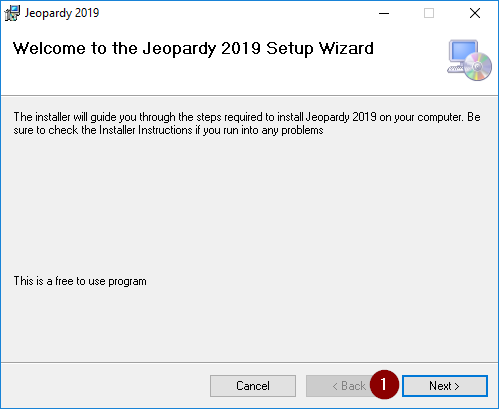 Jeopardy 2019
Welcome to the Jeopardy 2019 Setup Wizard
The installer will guide you through the steps required to install Jeopardy 2019 on your computer. Be
sure to check the Installer Instructions if you run into any problems
This is a free to use program
Cancel < Back 1 Next >